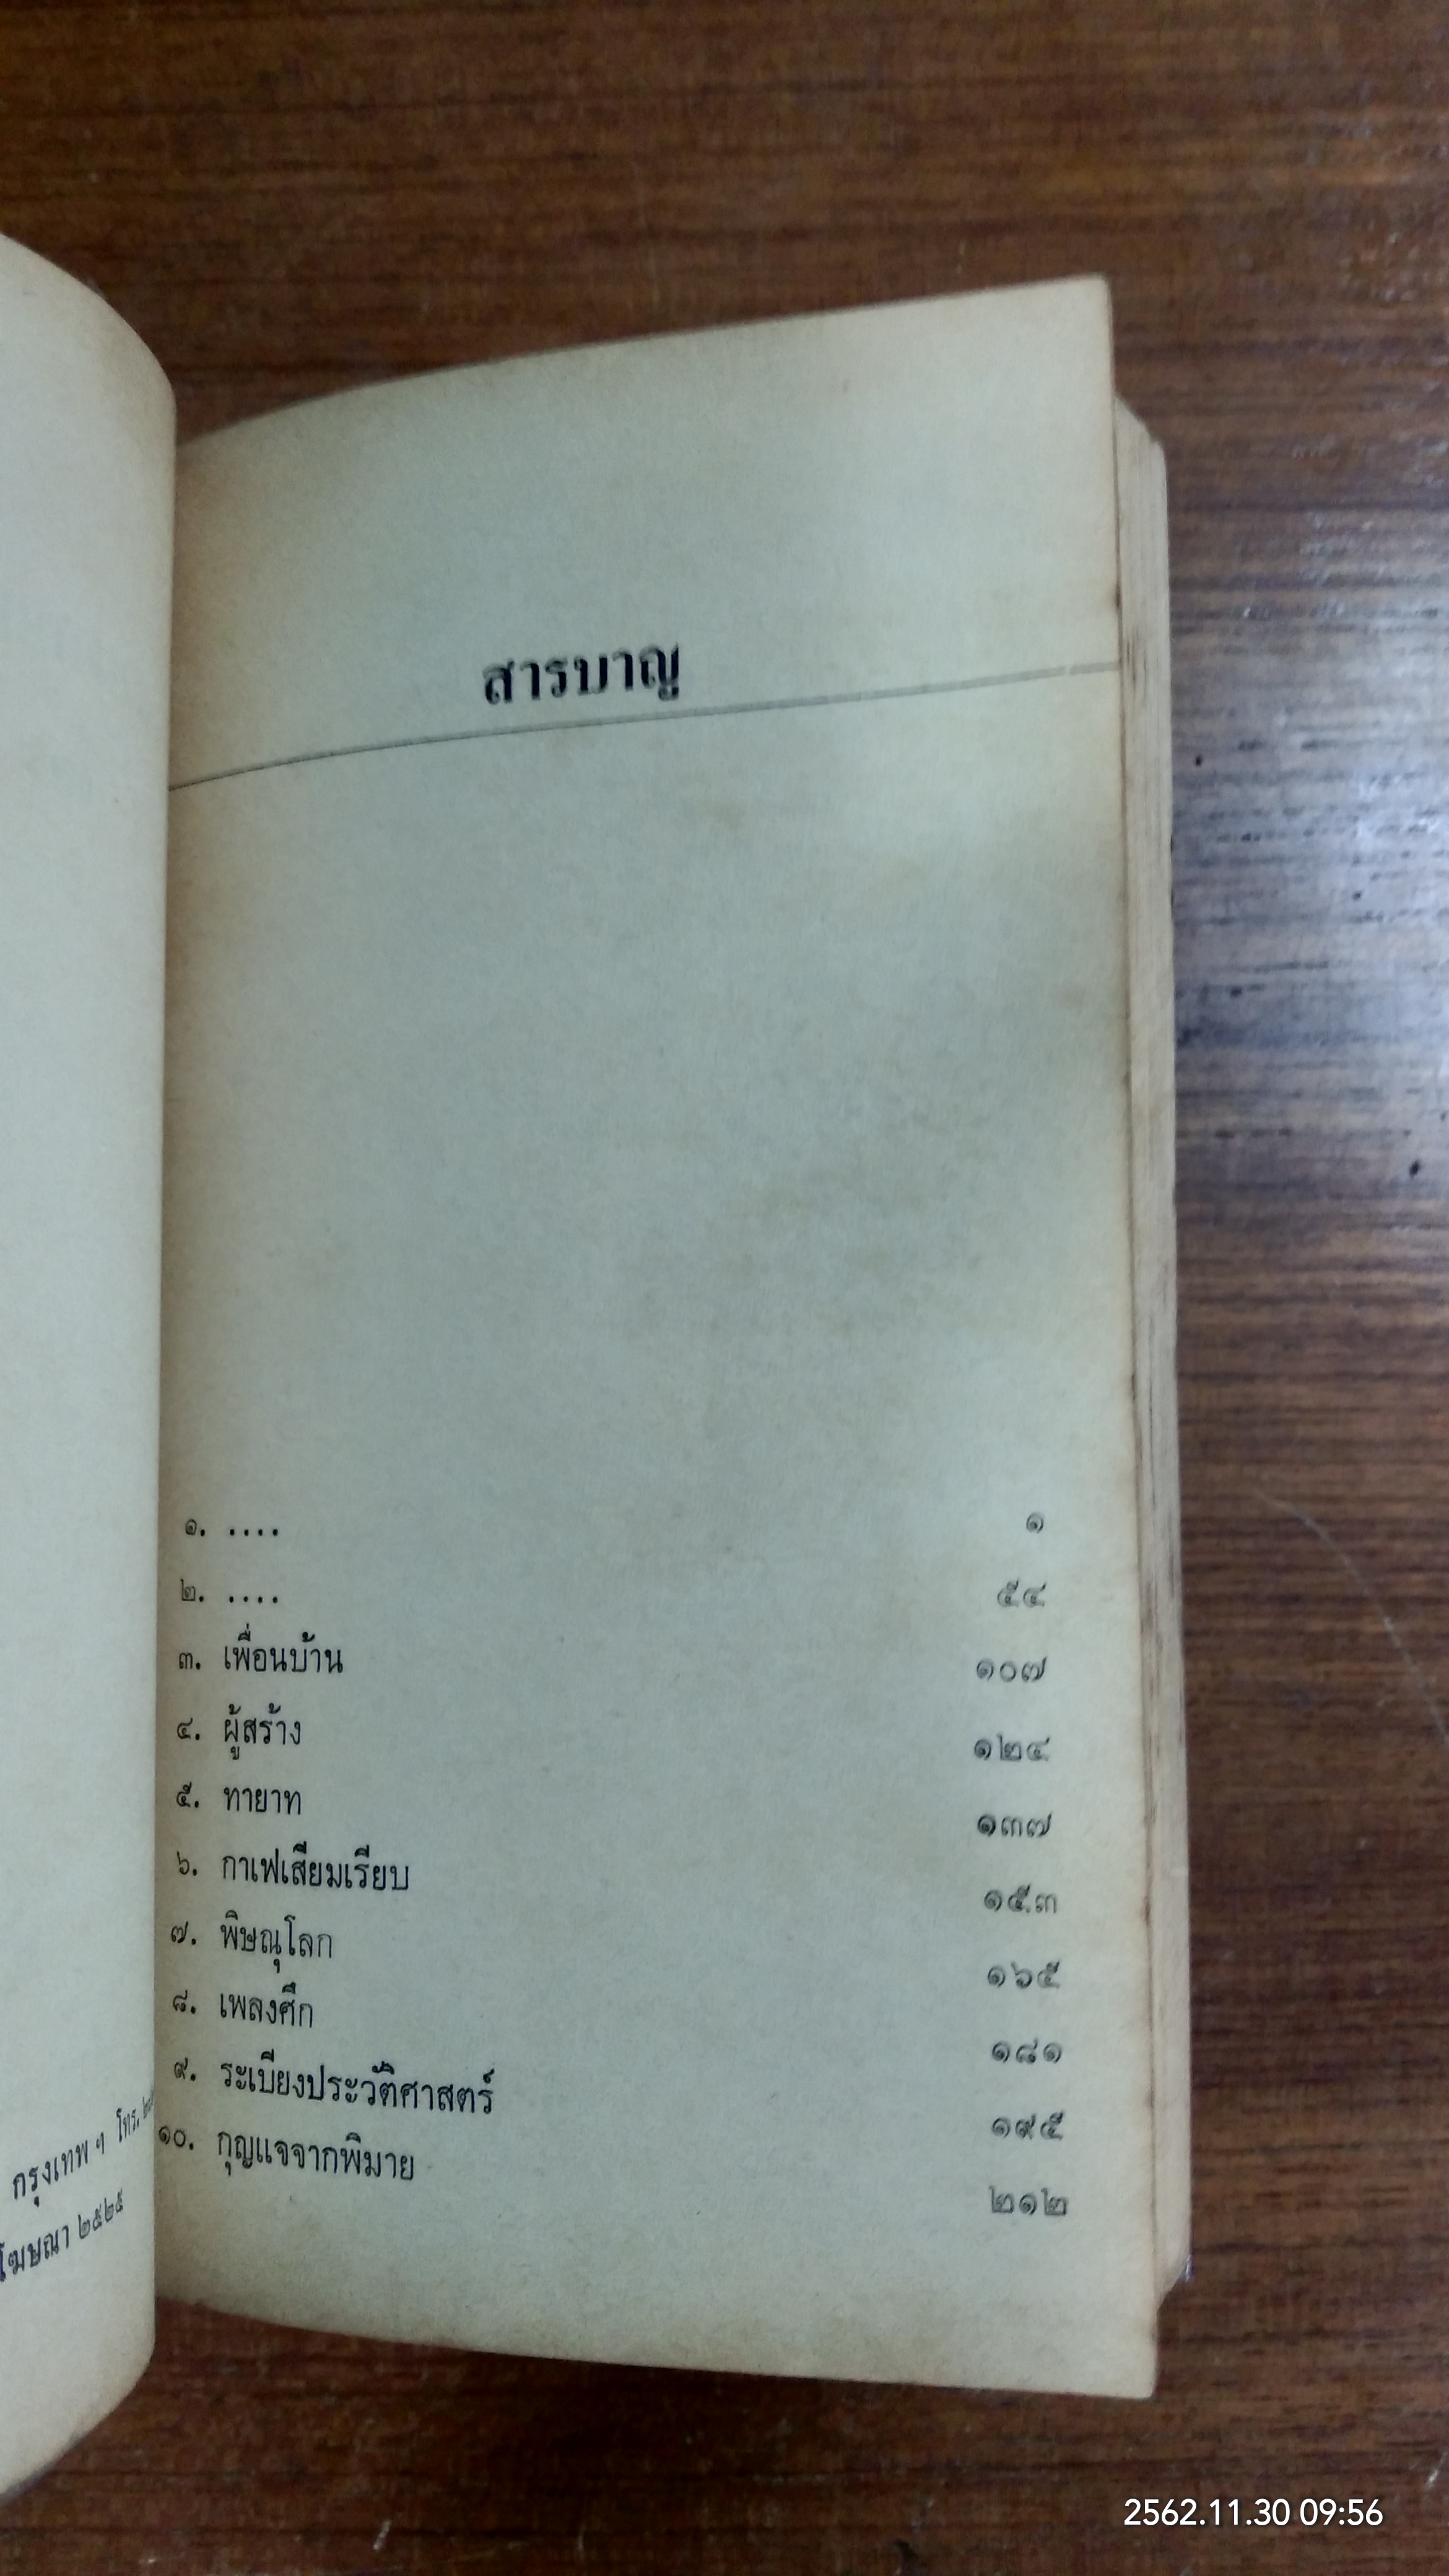 กรุงเทพ ฯ โทร.
โฆษณา ๒๕๒๕
สารบาญ
๑. .... ๑
๒. .... ๕๔
๓. เพื่อนบ้าน ๑๐๗
๔. ผู้สร้าง ๑๒๔
๕. ทายาท ๑๓๗
๖. กาเฟเสียมเรียบ ๑๕๓
๗. พิษณุโลก ๑๖๕
๘. เพลงศึก ๑๘๑
๙. ระเบียงประวัติศาสตร์ ๑๙๕
๑๐. กุญแจจากพิมาย ๒๑๒
2562.11.30 09:56